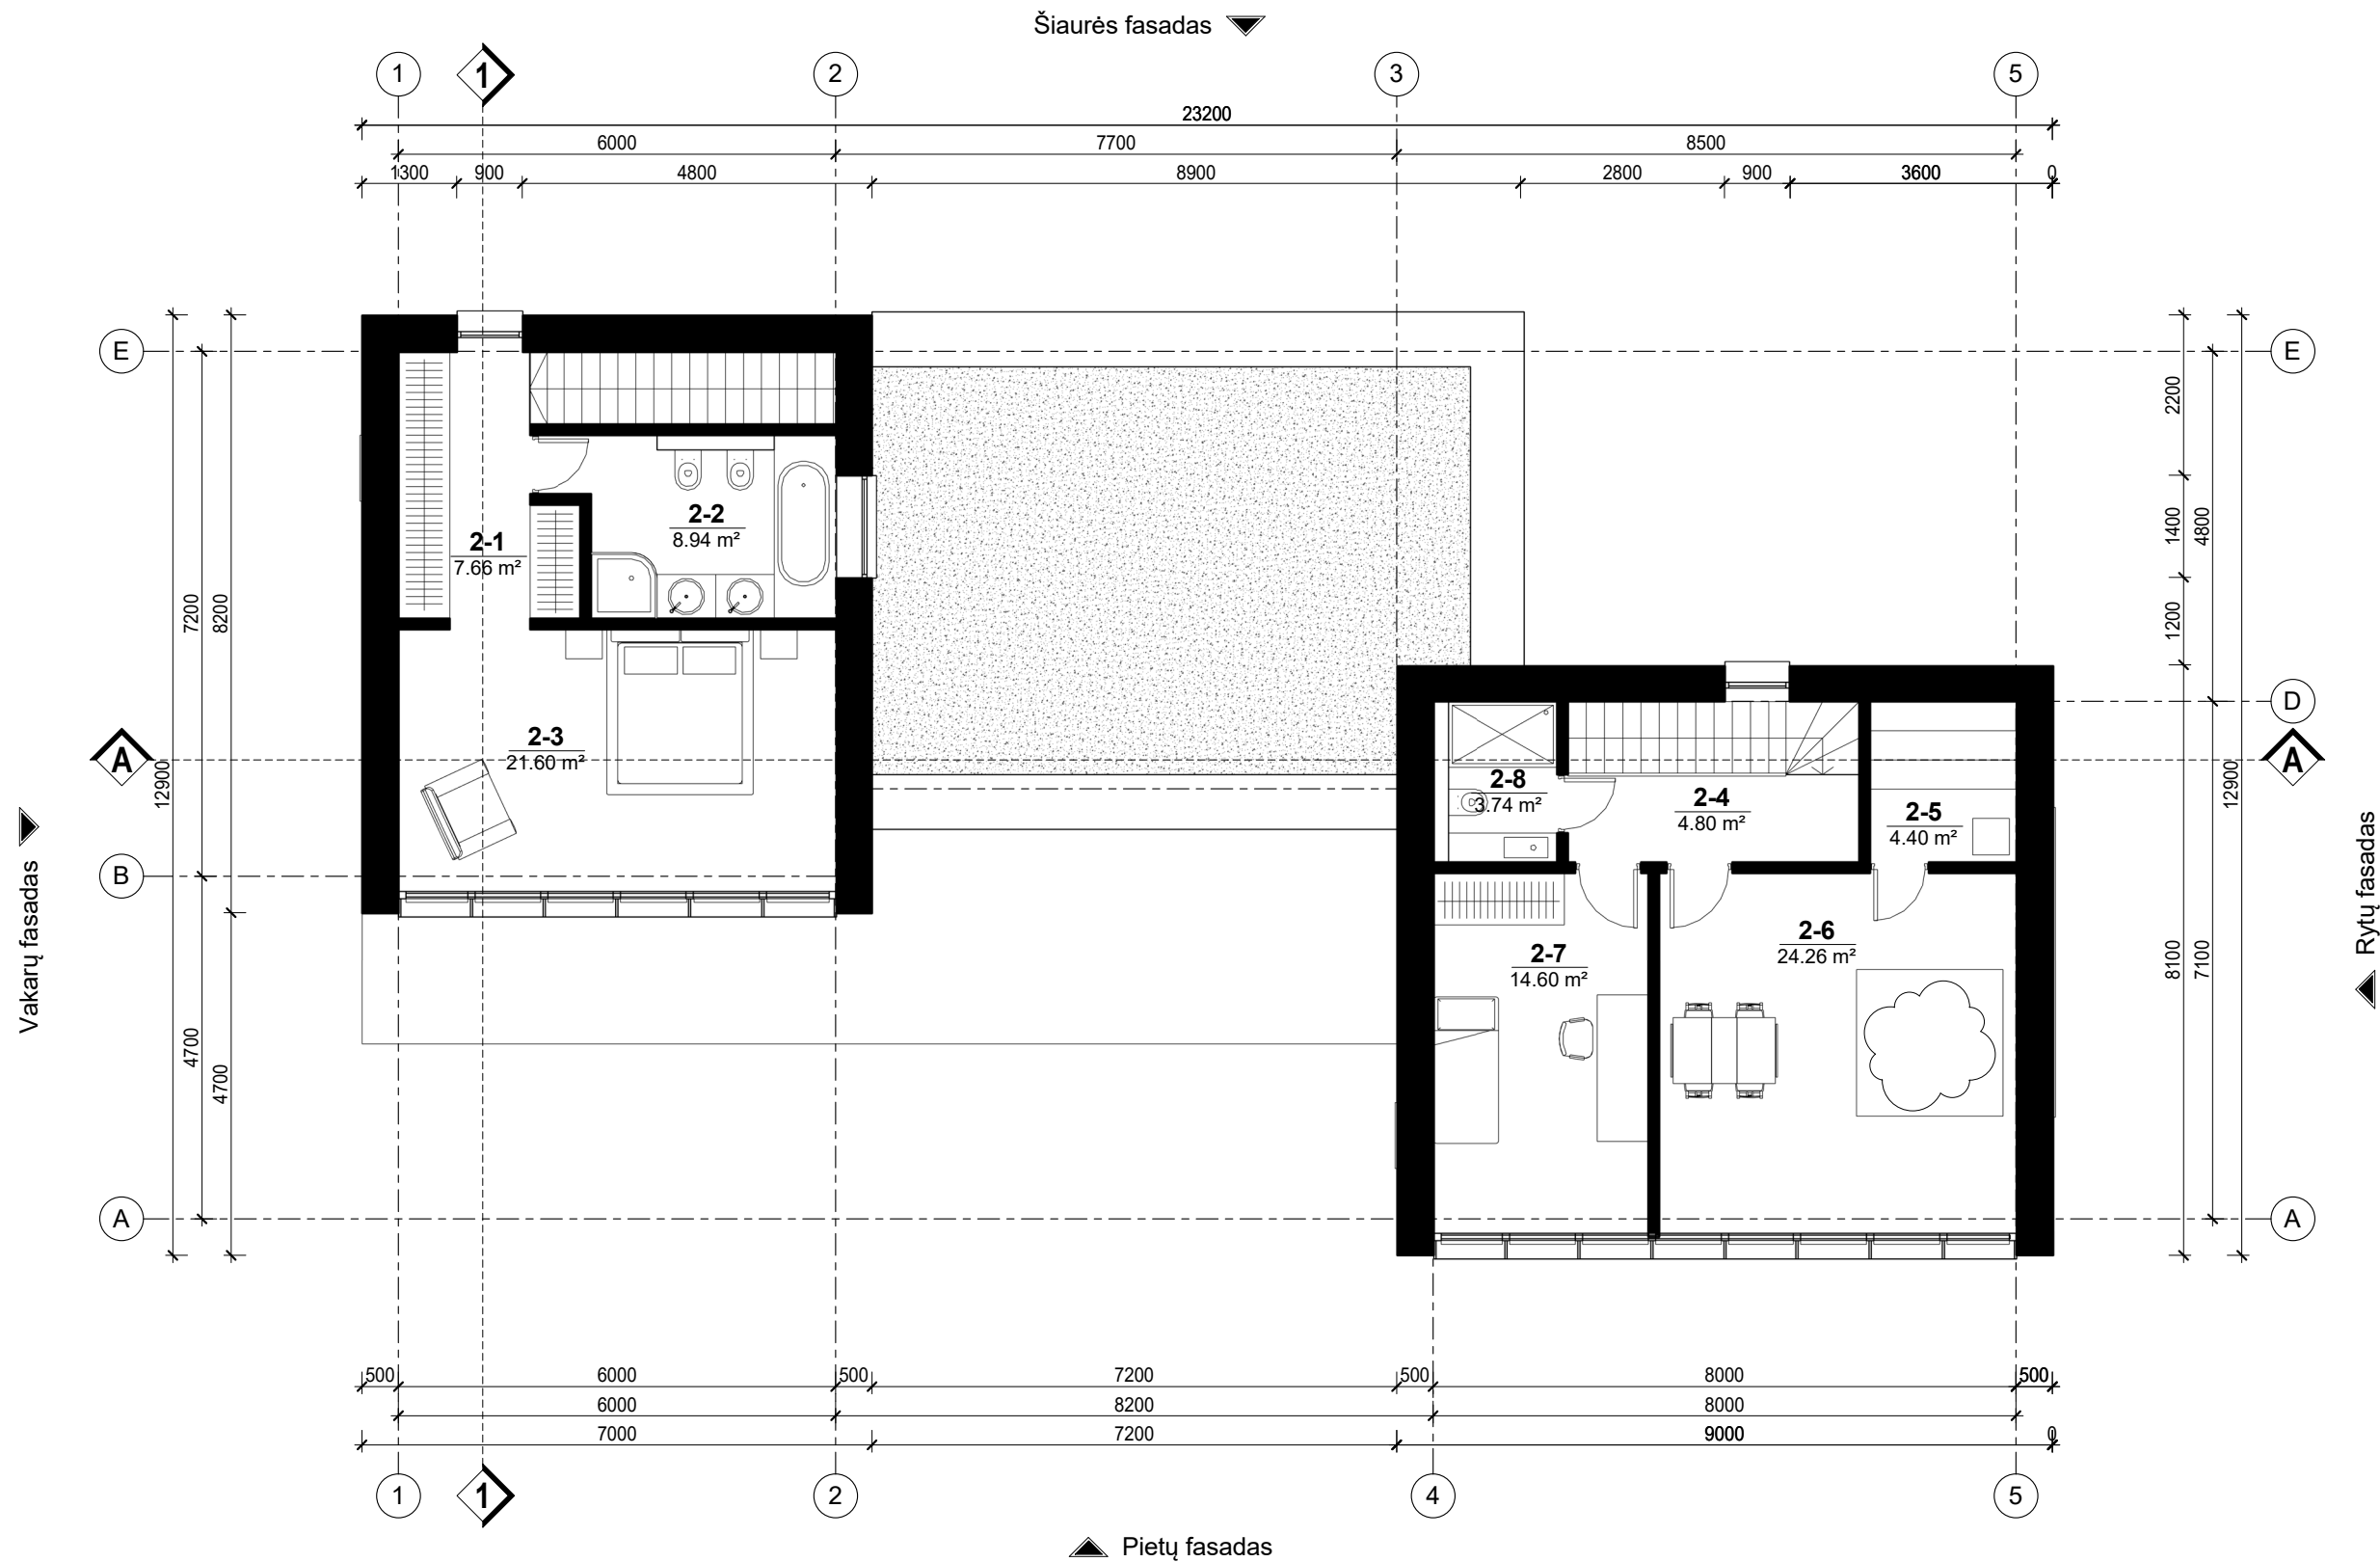 Šiaurės fasadas
1 1 2 3 5
23200
6000 7700 8500
1300 900 4800 8900 2800 900 3600 0
E E
2200
1400 4800
2-2
8.94 m²
2-1
7.66 m²
7200 8200 1200
D
2-3
21.60 m²
A A
12900 12900
2-8
3.74 m²
2-4
4.80 m²
2-5
4.40 m²
B
Vakarų fasadas
Rytų fasadas
2-6
24.26 m²
2-7
14.60 m²
8100 7100
4700 4700
A A
500 6000 500 7200 500 8000 500
6000 8200 8000
7000 7200 9000 0
1 1 2 4 5
Pietų fasadas